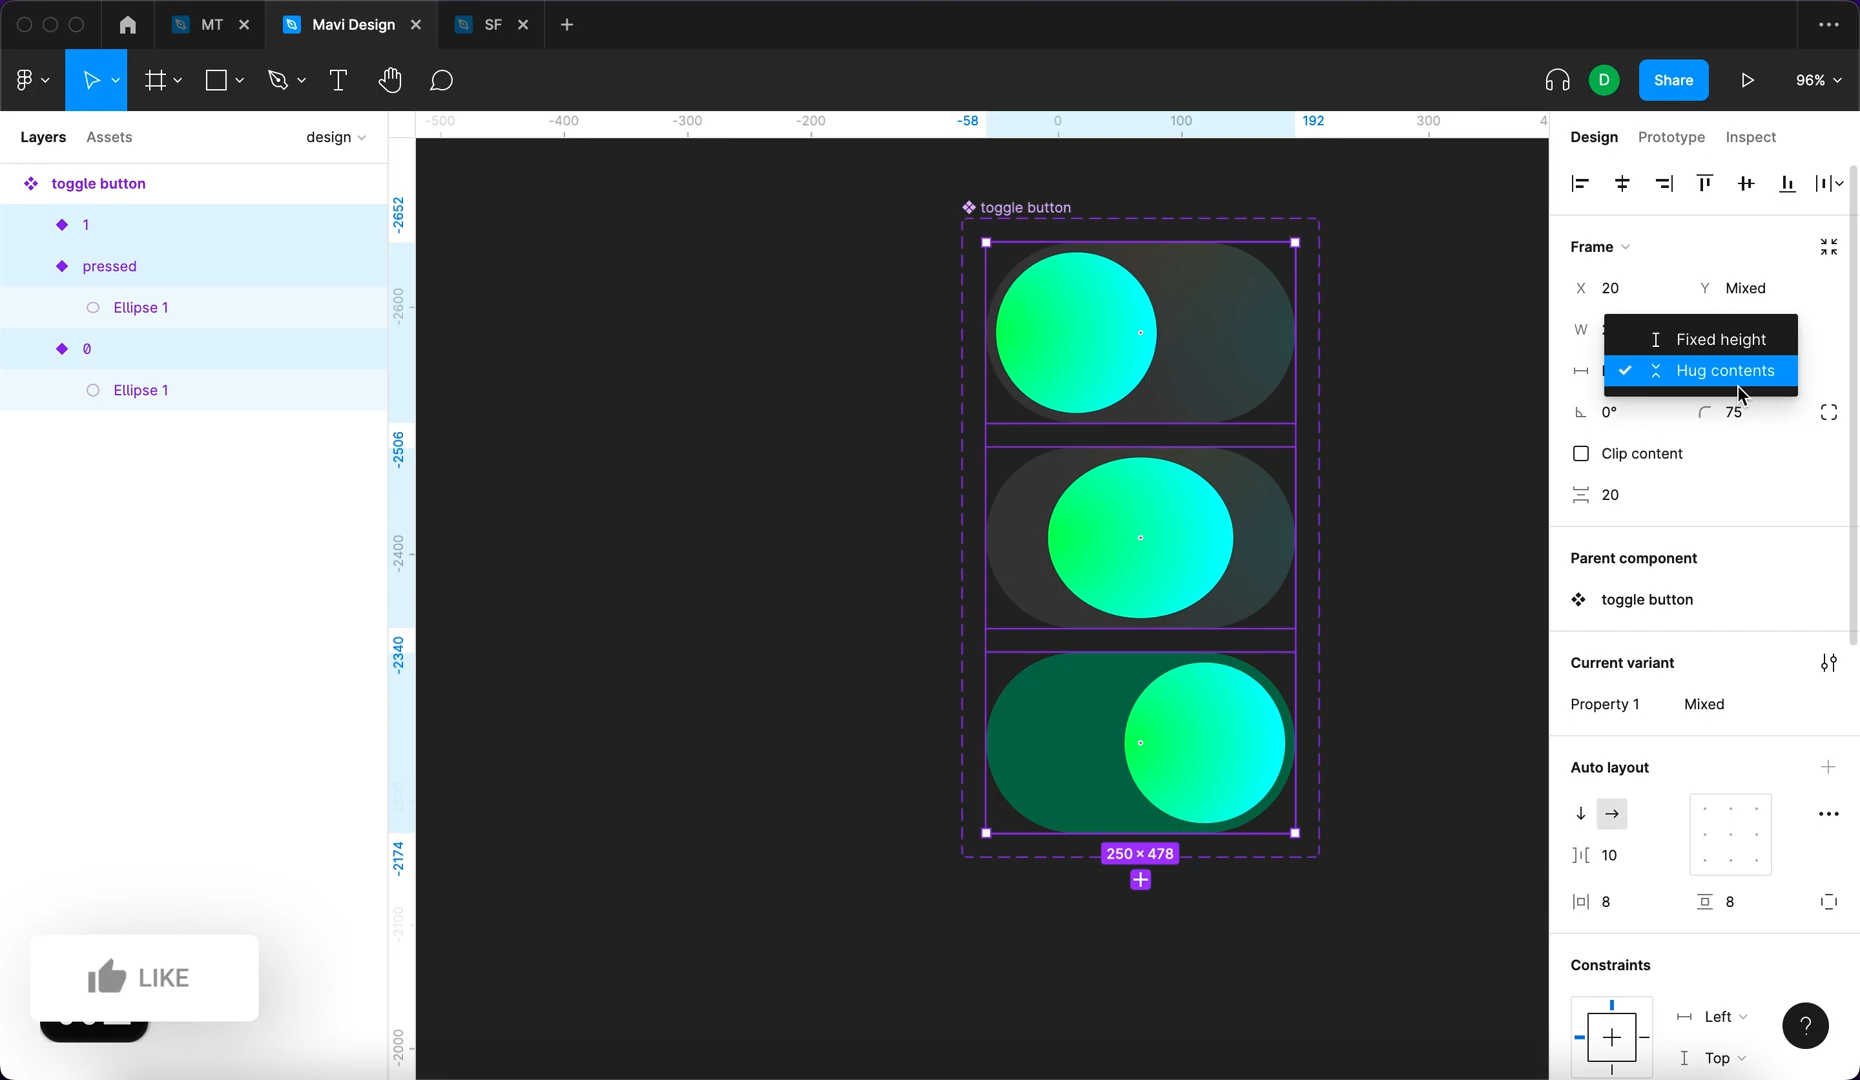 MT
Mavi Design
SF
D
Share
96%
Layers
Assets
design
-500
-400
-300
-200
-58
0
100
192
300
4
Design
Prototype
Inspect
toggle button
1
pressed
Ellipse 1
0
Ellipse 1
-2652
-2600
-2506
-2400
-2340
-2200
-2174
-2100
-2000
toggle button
250 × 478
Frame
X 20
Y Mixed
W
Fixed height
Hug contents
0°
75
Clip content
20
Parent component
toggle button
Current variant
Property 1
Mixed
Auto layout
10
8
8
Constraints
Left
Top
?
LIKE